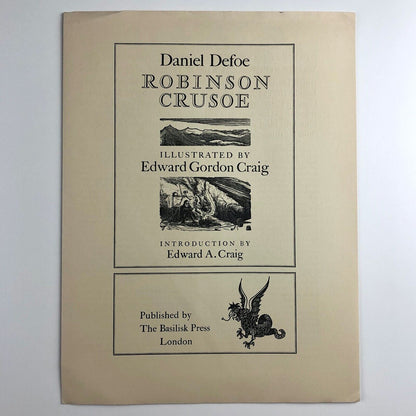 Daniel Defoe
ROBINSON
CRUSOE
ILLUSTRATED BY
Edward Gordon Craig
INTRODUCTION BY
Edward A. Craig
Published by
The Basilisk Press
London